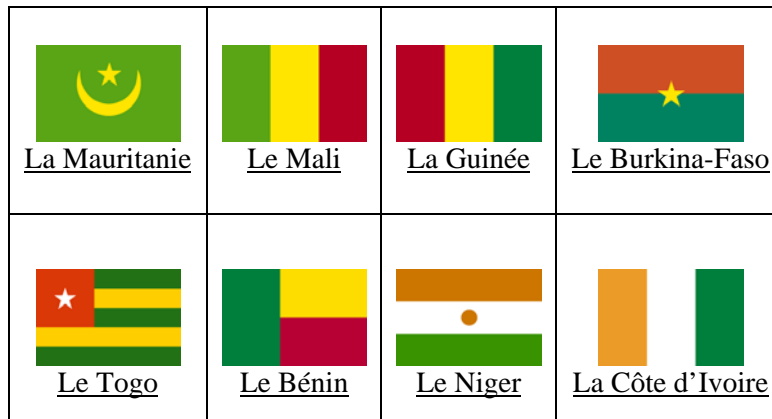 La Mauritanie
Le Mali
La Guinée
Le Burkina-Faso
Le Togo
Le Bénin
Le Niger
La Côte d’Ivoire